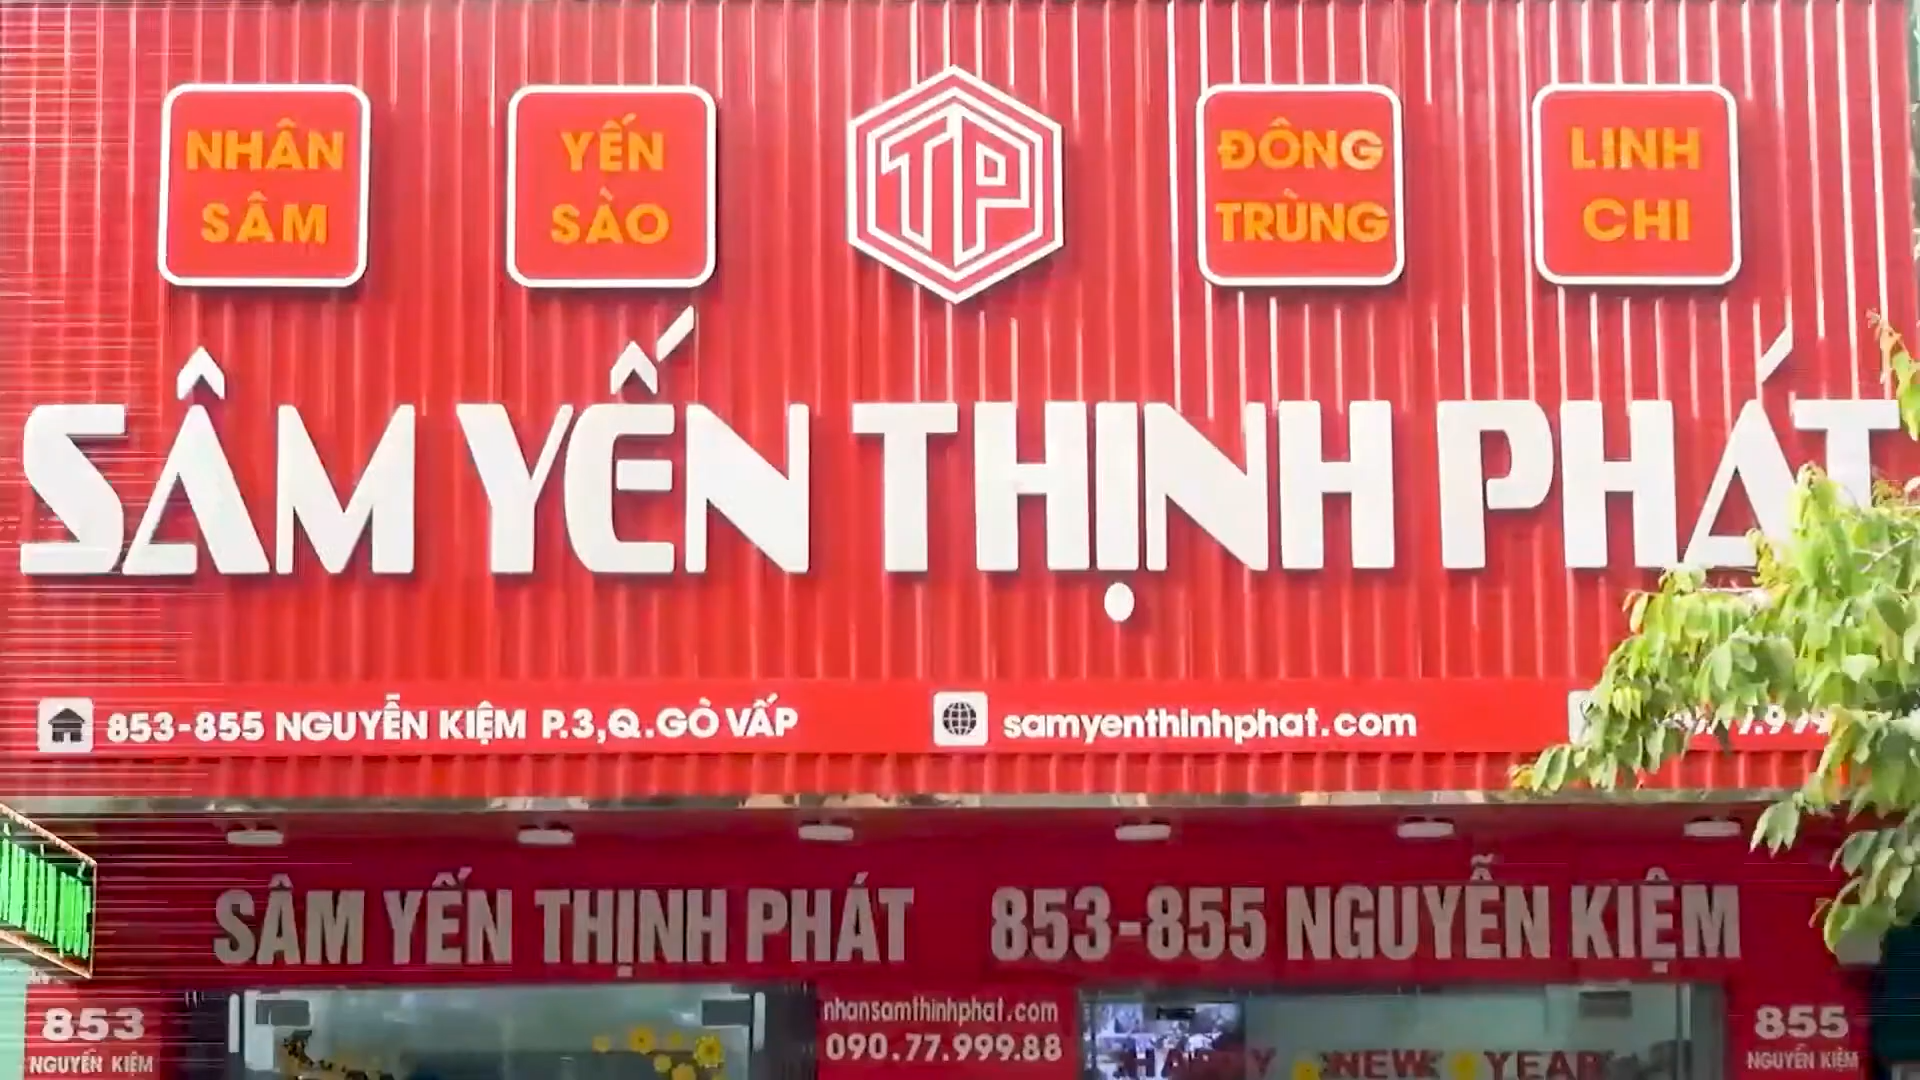 NHÂN
SÂM
YẾN
SÀO
TP
ĐÔNG
TRÙNG
LINH
CHI
SÂM YẾN THỊNH PHÁT
853-855 NGUYỄN KIỆM P.3,Q.GÒ VẤP
samyenthinhphat.com
SÂM YẾN THỊNH PHÁT
853-855 NGUYỄN KIỆM
853
NGUYỄN KIỆM
nhansamthinhphat.com
090.77.999.88
HAPPY NEW YEAR
855
NGUYỄN KIỆM